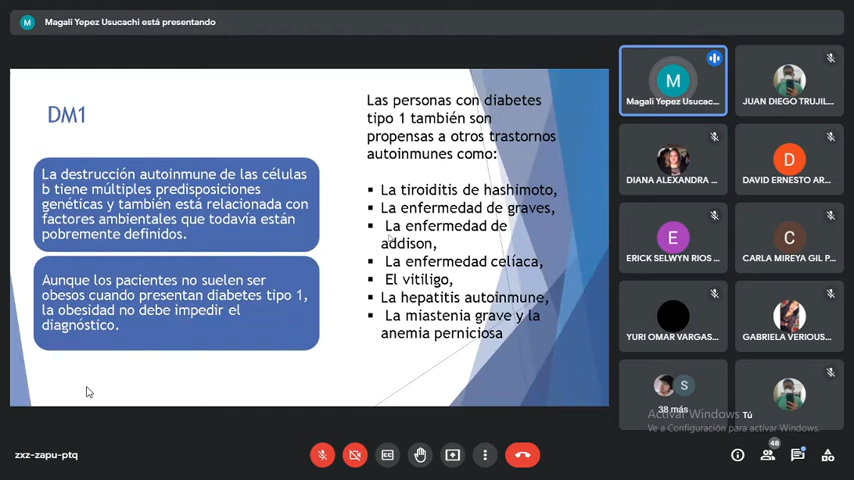 Magali Yepez Usucachi está presentando
DM1
La destrucción autoinmune de las células
b tiene múltiples predisposiciones
genéticas y también está relacionada con
factores ambientales que todavía están
pobremente definidos.
Aunque los pacientes no suelen ser
obesos cuando presentan diabetes tipo 1,
la obesidad no debe impedir el
diagnóstico.
Las personas con diabetes
tipo 1 también son
propensas a otros trastornos
autoinmunes como:
La tiroiditis de hashimoto,
La enfermedad de graves,
La enfermedad de
addison,
La enfermedad celíaca,
El vitiligo,
La hepatitis autoinmune,
La miastenia grave y la
anemia perniciosa
M
Magali Yepez Usucac...
JUAN DIEGO TRUJIL...
DIANA ALEXANDRA ...
D
DAVID ERNESTO AR...
E
ERICK SELWYN RIOS ...
C
CARLA MIREYA GIL P...
YURI OMAR VARGAS...
GABRIELA VERIOUS...
S
38 más
Tú
Activar Windows
Ve a Configuración para activar Windows.
zxz-zapu-ptq
48